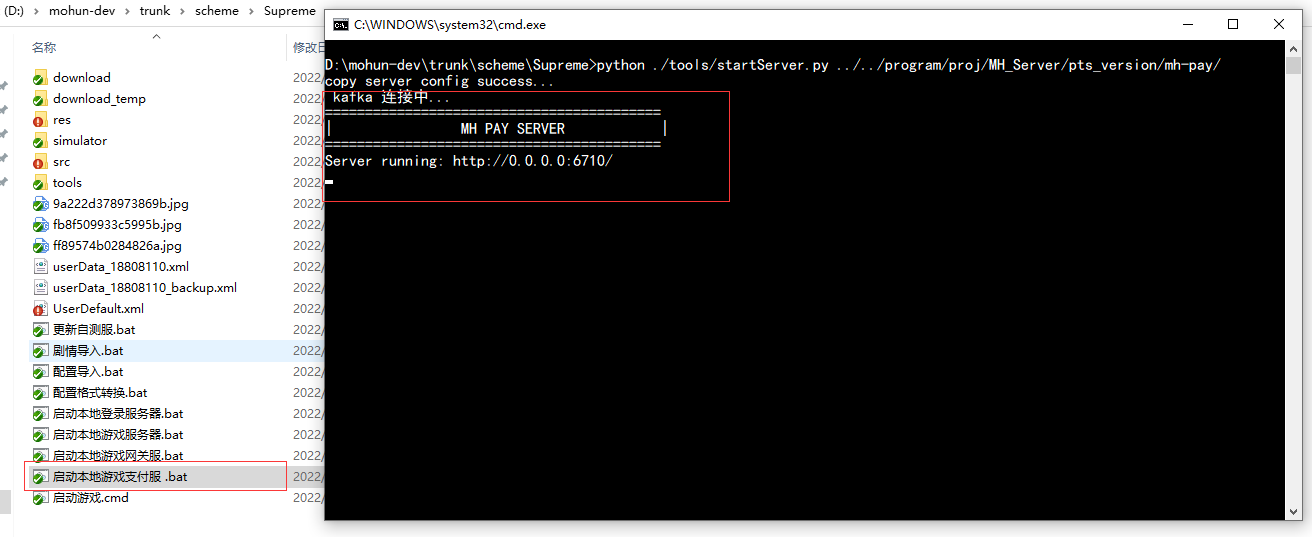 (D:) > mohun-dev > trunk > scheme > Supreme
C:\WINDOWS\system32\cmd.exe
名称
修改日
download
2022/
download_temp
2022/
res
2022/
simulator
2022/
src
2022/
tools
2022/
9a222d378973869b.jpg
2022/
fb8f509933c5995b.jpg
2022/
ff89574b0284826a.jpg
2022/
userData_18808110.xml
2022/
userData_18808110_backup.xml
2022/
UserDefault.xml
2022/
更新自测服.bat
2022/
剧情导入.bat
2022/
配置导入.bat
2022/
配置格式转换.bat
2022/
启动本地登录服务器.bat
2022/
启动本地游戏服务器.bat
2022/
启动本地游戏网关服.bat
2022/
启动本地游戏支付服 .bat
2022/
启动游戏.cmd
2022/
D:\mohun-dev\trunk\scheme\Supreme>python ./tools/startServer.py ../../program/proj/MH_Server/pts_version/mh-pay/
copy server config success...
kafka 连接中...
==========================================
| MH PAY SERVER |
==========================================
Server running: http://0.0.0.0:6710/